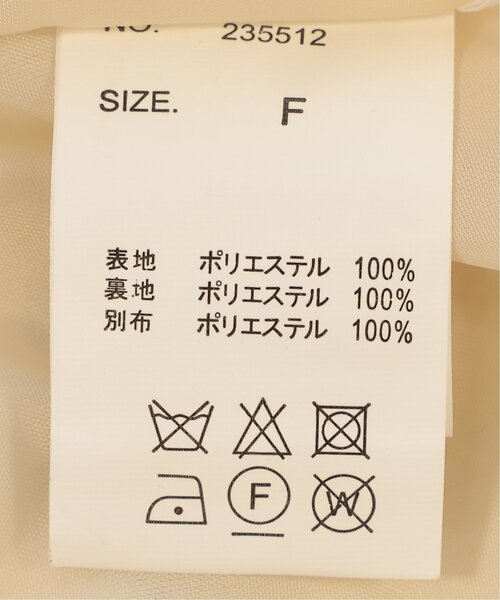 NO. 235512
SIZE. F
表地 ポリエステル 100%
裏地 ポリエステル 100%
別布 ポリエステル 100%
F W